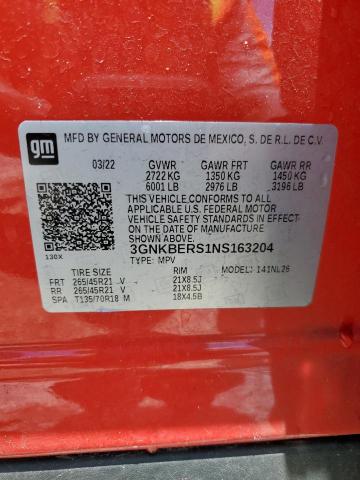 gm MFD BY GENERAL MOTORS DE MEXICO, S. DE R.L. DE C.V.
03/22 GVWR GAWR FRT GAWR RR
2722 KG 1350 KG 1450 KG
6001 LB 2976 LB 3196 LB
THIS VEHICLE CONFORMS TO ALL
APPLICABLE U.S. FEDERAL MOTOR
VEHICLE SAFETY STANDARDS IN EFFECT
ON THE DATE OF MANUFACTURE SHOWN ABOVE.
3GNKBERS1NS163204
130X TYPE: MPV
TIRE SIZE RIM MODEL: 141NL26
FRT 265/45R21 V 21X8.5J
RR 265/45R21 V 21X8.5J
SPA T135/70R18 M 18X4.5B